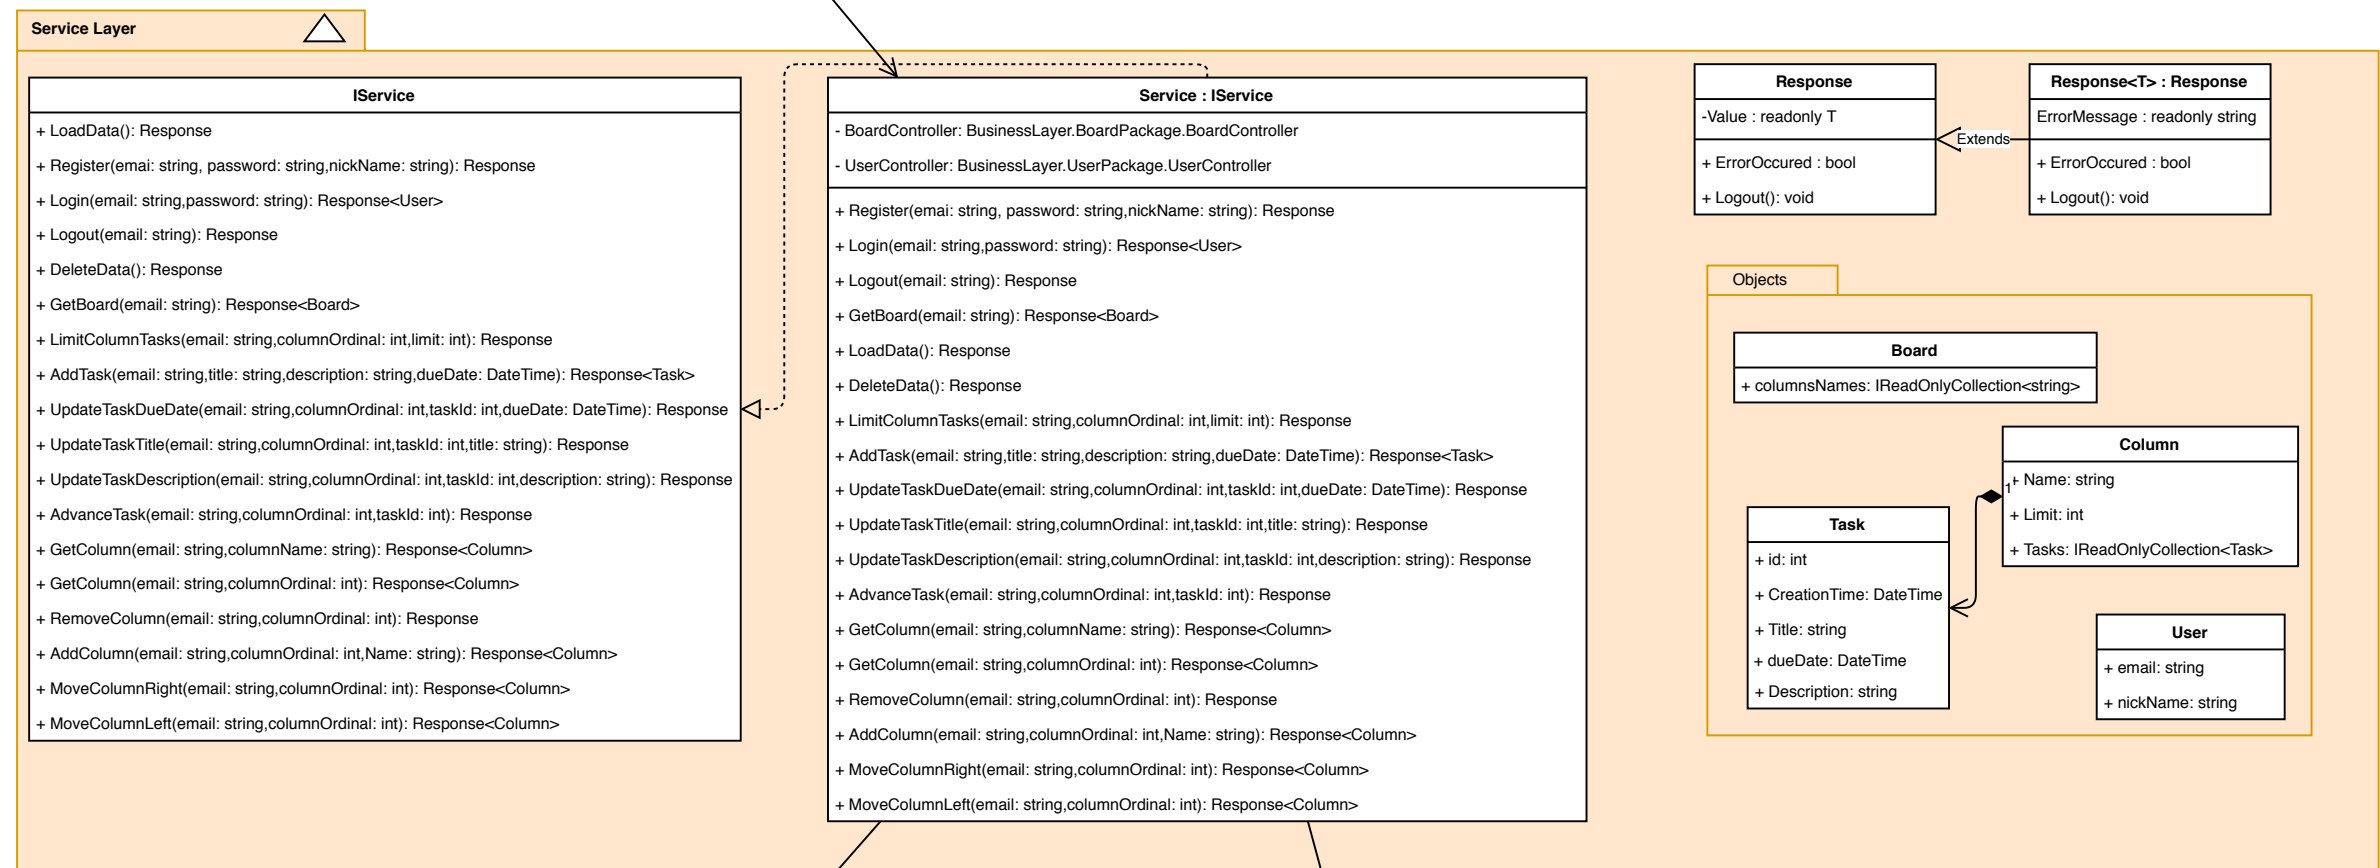 Service Layer
IService
+ LoadData(): Response
+ Register(emai: string, password: string,nickName: string): Response
+ Login(email: string,password: string): Response<User>
+ Logout(email: string): Response
+ DeleteData(): Response
+ GetBoard(email: string): Response<Board>
+ LimitColumnTasks(email: string,columnOrdinal: int,limit: int): Response
+ AddTask(email: string,title: string,description: string,dueDate: DateTime): Response<Task>
+ UpdateTaskDueDate(email: string,columnOrdinal: int,taskId: int,dueDate: DateTime): Response
+ UpdateTaskTitle(email: string,columnOrdinal: int,taskId: int,title: string): Response
+ UpdateTaskDescription(email: string,columnOrdinal: int,taskId: int,description: string): Response
+ AdvanceTask(email: string,columnOrdinal: int,taskId: int): Response
+ GetColumn(email: string,columnName: string): Response<Column>
+ GetColumn(email: string,columnOrdinal: int): Response<Column>
+ RemoveColumn(email: string,columnOrdinal: int): Response
+ AddColumn(email: string,columnOrdinal: int,Name: string): Response<Column>
+ MoveColumnRight(email: string,columnOrdinal: int): Response<Column>
+ MoveColumnLeft(email: string,columnOrdinal: int): Response<Column>
Service : IService
- BoardController: BusinessLayer.BoardPackage.BoardController
- UserController: BusinessLayer.UserPackage.UserController
+ Register(emai: string, password: string,nickName: string): Response
+ Login(email: string,password: string): Response<User>
+ Logout(email: string): Response
+ GetBoard(email: string): Response<Board>
+ LoadData(): Response
+ DeleteData(): Response
+ LimitColumnTasks(email: string,columnOrdinal: int,limit: int): Response
+ AddTask(email: string,title: string,description: string,dueDate: DateTime): Response<Task>
+ UpdateTaskDueDate(email: string,columnOrdinal: int,taskId: int,dueDate: DateTime): Response
+ UpdateTaskTitle(email: string,columnOrdinal: int,taskId: int,title: string): Response
+ UpdateTaskDescription(email: string,columnOrdinal: int,taskId: int,description: string): Response
+ AdvanceTask(email: string,columnOrdinal: int,taskId: int): Response
+ GetColumn(email: string,columnName: string): Response<Column>
+ GetColumn(email: string,columnOrdinal: int): Response<Column>
+ RemoveColumn(email: string,columnOrdinal: int): Response
+ AddColumn(email: string,columnOrdinal: int,Name: string): Response<Column>
+ MoveColumnRight(email: string,columnOrdinal: int): Response<Column>
+ MoveColumnLeft(email: string,columnOrdinal: int): Response<Column>
Response
-Value : readonly T
+ ErrorOccured : bool
+ Logout(): void
Extends
Response<T> : Response
ErrorMessage : readonly string
+ ErrorOccured : bool
+ Logout(): void
Objects
Board
+ columnsNames: IReadOnlyCollection<string>
Column
+ Name: string
1
+ Limit: int
+ Tasks: IReadOnlyCollection<Task>
Task
+ id: int
+ CreationTime: DateTime
+ Title: string
+ dueDate: DateTime
+ Description: string
User
+ email: string
+ nickName: string